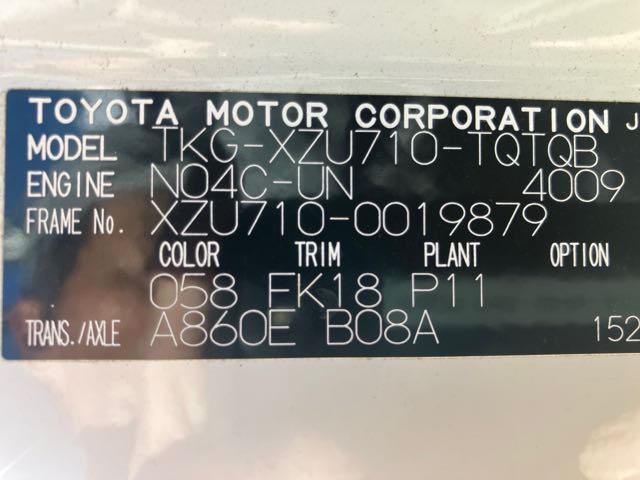 TOYOTA MOTOR CORPORATION J
MODEL TKG-XZU710-TQTQB
ENGINE N04C-UN 4009
FRAME No. XZU710-0019879
COLOR TRIM PLANT OPTION
058 FK18 P11
TRANS./AXLE A860E B08A 152